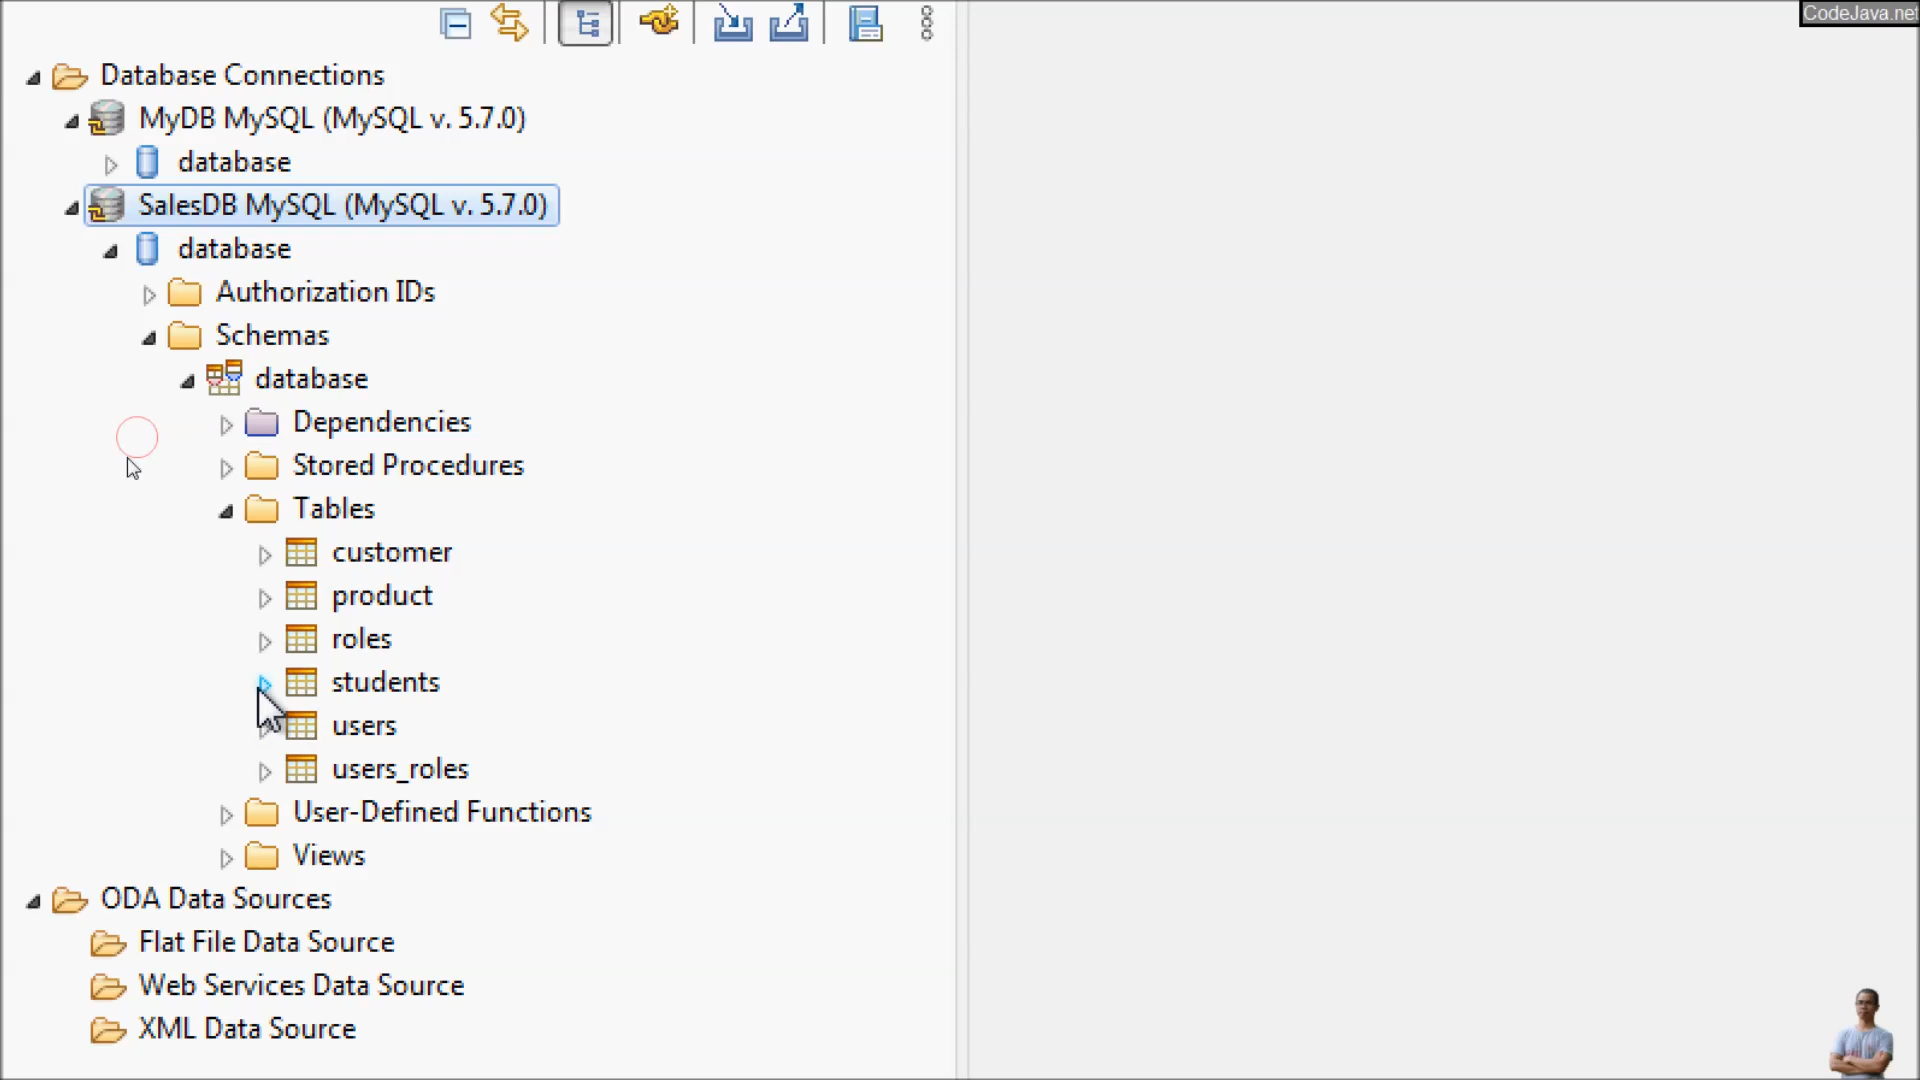 CodeJava.net
Database Connections
MyDB MySQL (MySQL v. 5.7.0)
database
SalesDB MySQL (MySQL v. 5.7.0)
database
Authorization IDs
Schemas
database
Dependencies
Stored Procedures
Tables
customer
product
roles
students
users
users_roles
User-Defined Functions
Views
ODA Data Sources
Flat File Data Source
Web Services Data Source
XML Data Source